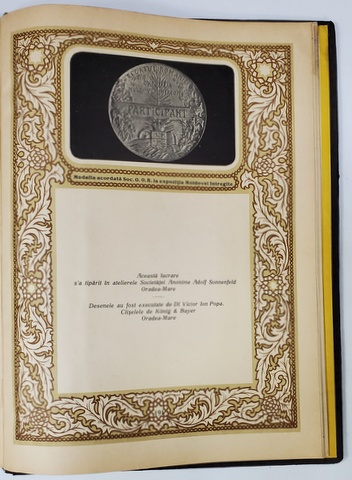 PARTICIPANT
Medalia acordată Soc. O.N.R. la expoziția Moldovei Întregite
Această lucrare
s'a tipărit în atelierele Societății Anonime Adolf Sonnenfeld
Oradea-Mare
Desenele au fost executate de Dl Victor Ion Popa.
Clișeele de König & Bayer
Oradea-Mare